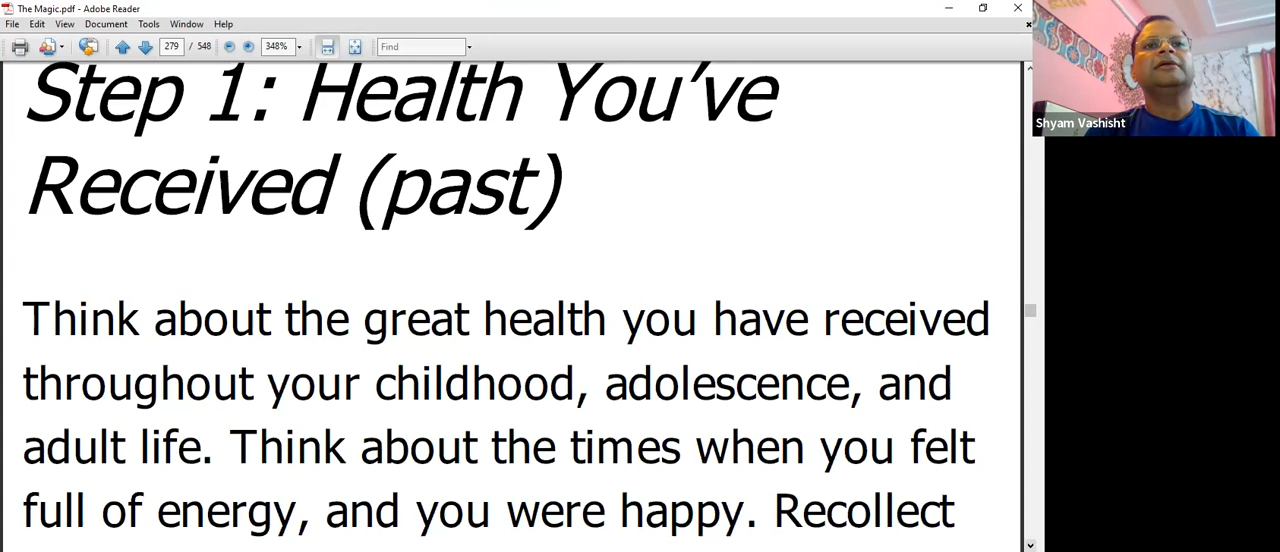 The Magic.pdf - Adobe Reader
File Edit View Document Tools Window Help
279 / 548 348% Find
Step 1: Health You've
Received (past)
Think about the great health you have received
throughout your childhood, adolescence, and
adult life. Think about the times when you felt
full of energy, and you were happy. Recollect
Shyam Vashisht